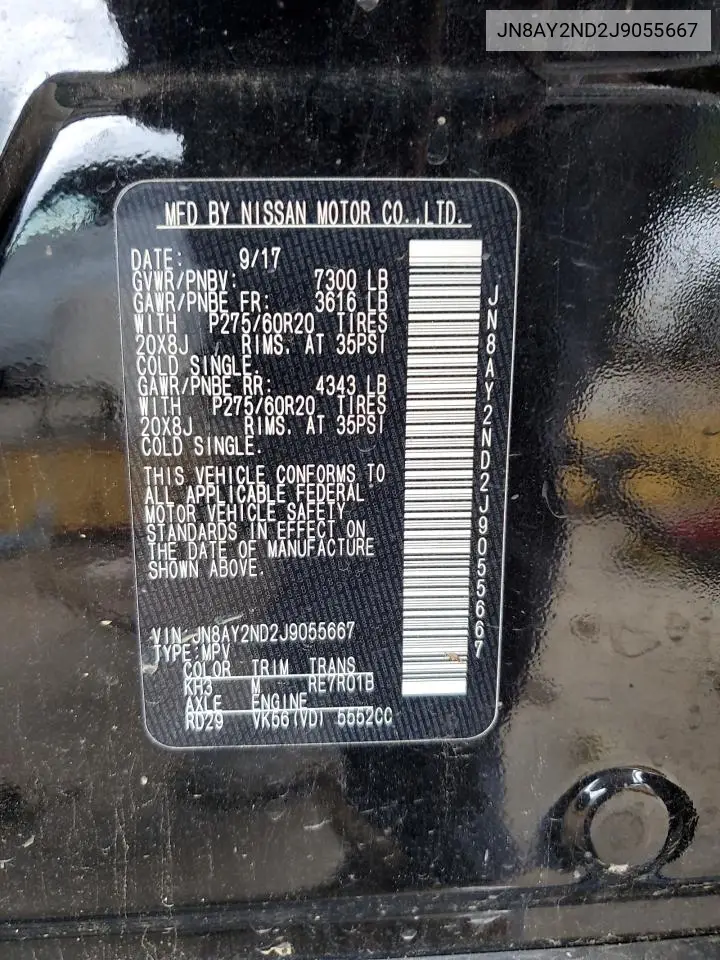 JN8AY2ND2J9055667
MFD BY NISSAN MOTOR CO.,LTD.
DATE: 9/17
GVWR/PNBV: 7300 LB
GAWR/PNBE FR: 3616 LB
WITH P275/60R20 TIRES
20X8J RIMS. AT 35PSI
COLD SINGLE.
GAWR/PNBE RR: 4343 LB
WITH P275/60R20 TIRES
20X8J RIMS. AT 35PSI
COLD SINGLE.
THIS VEHICLE CONFORMS TO
ALL APPLICABLE FEDERAL
MOTOR VEHICLE SAFETY
STANDARDS IN EFFECT ON
THE DATE OF MANUFACTURE
SHOWN ABOVE.
VIN JN8AY2ND2J9055667
TYPE:MPV
COLOR TRIM TRANS
KH3 M RE7R01B
AXLE ENGINE
RD29 VK56(VD) 5552CC
JN8AY2ND2J9055667